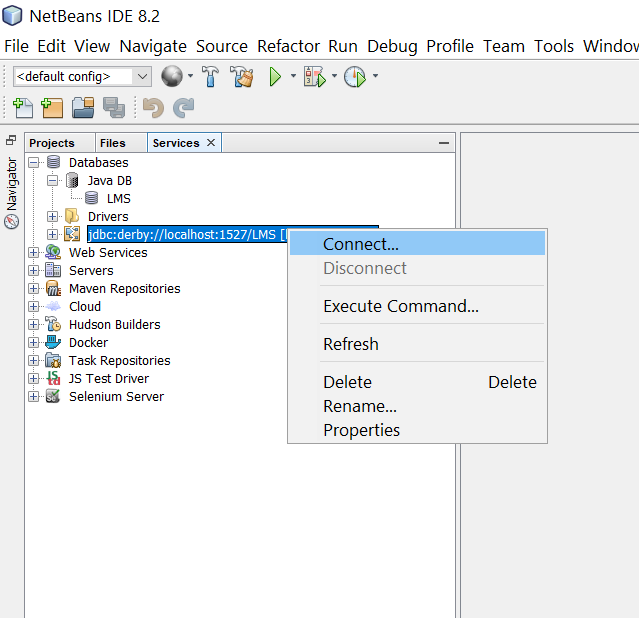 NetBeans IDE 8.2
File Edit View Navigate Source Refactor Run Debug Profile Team Tools Window
<default config>
Projects Files Services
Navigator
Databases
Java DB
LMS
Drivers
jdbc:derby://localhost:1527/LMS [
Web Services
Servers
Maven Repositories
Cloud
Hudson Builders
Docker
Task Repositories
JS Test Driver
Selenium Server
Connect...
Disconnect
Execute Command...
Refresh
Delete Delete
Rename...
Properties